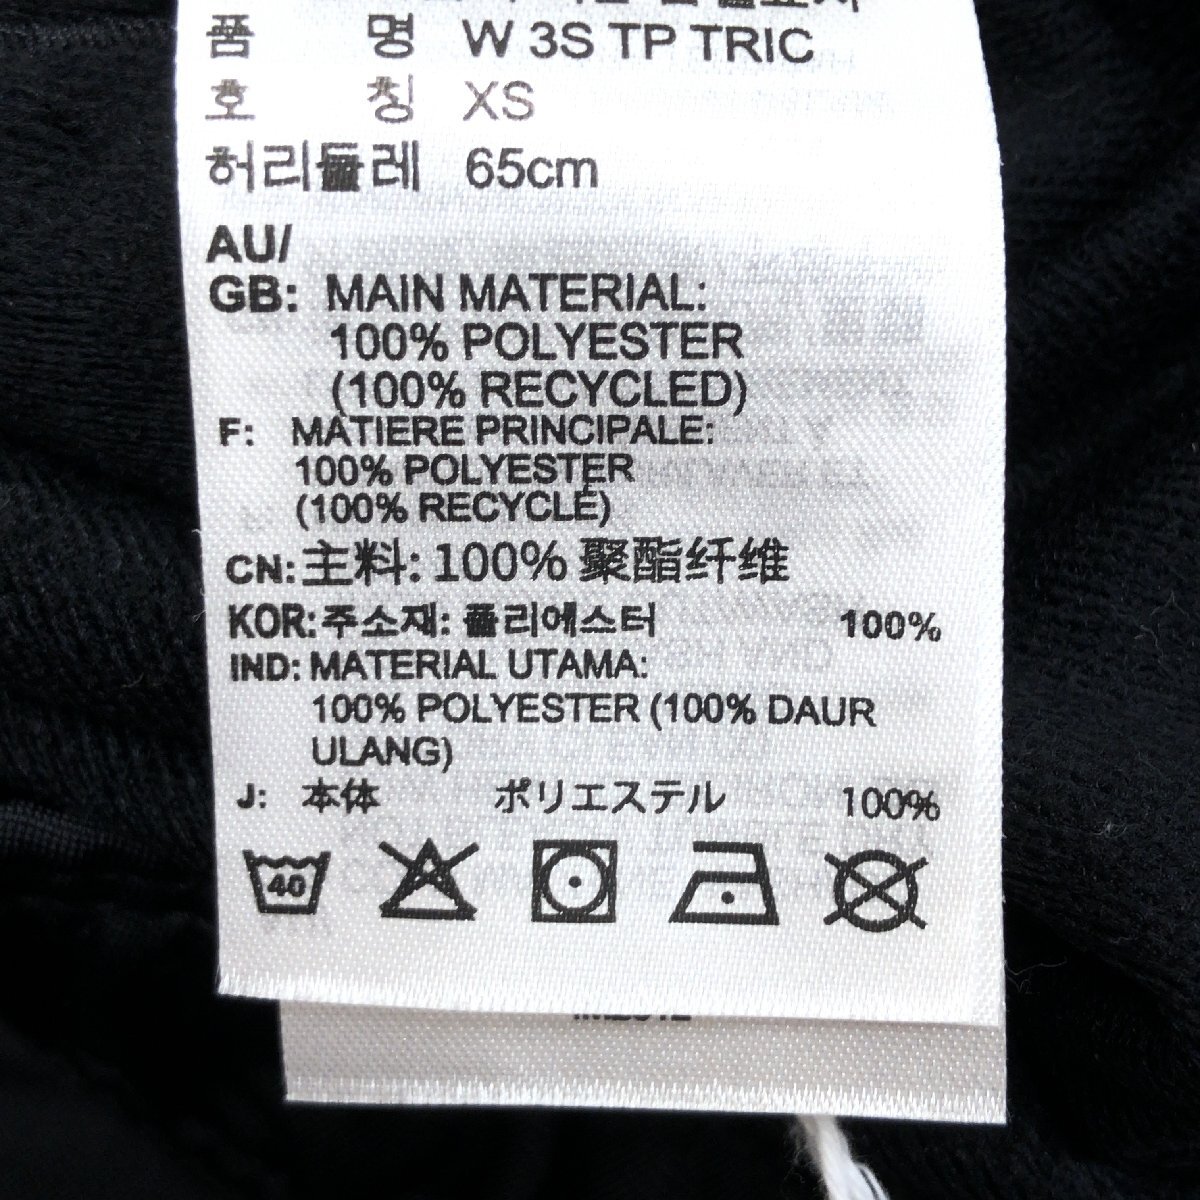 품 명 W 3S TP TRIC
호 칭 XS
허리둘레 65cm
AU/
GB: MAIN MATERIAL:
100% POLYESTER
(100% RECYCLED)
F: MATIERE PRINCIPALE:
100% POLYESTER
(100% RECYCLÉ)
CN: 主料: 100% 聚酯纤维
KOR: 주소재: 폴리에스터 100%
IND: MATERIAL UTAMA:
100% POLYESTER (100% DAUR
ULANG)
J: 本体 ポリエステル 100%
40